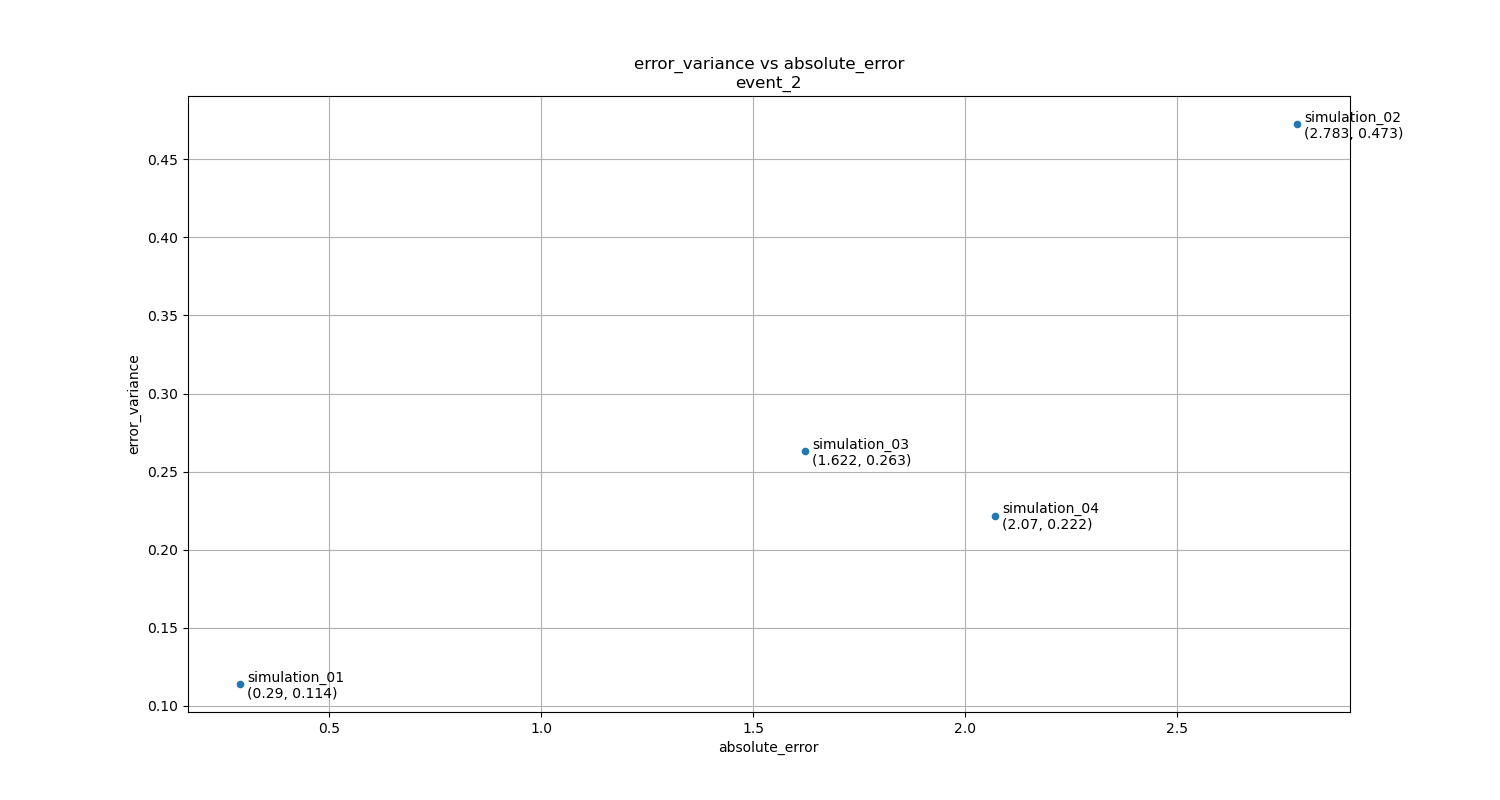 error_variance vs absolute_error
event_2
simulation_02
(2.783, 0.473)
0.45
0.40
0.35
0.30
error_variance
simulation_03
(1.622, 0.263)
0.25
simulation_04
(2.07, 0.222)
0.20
0.15
simulation_01
(0.29, 0.114)
0.10
0.5 1.0 1.5 2.0 2.5
absolute_error